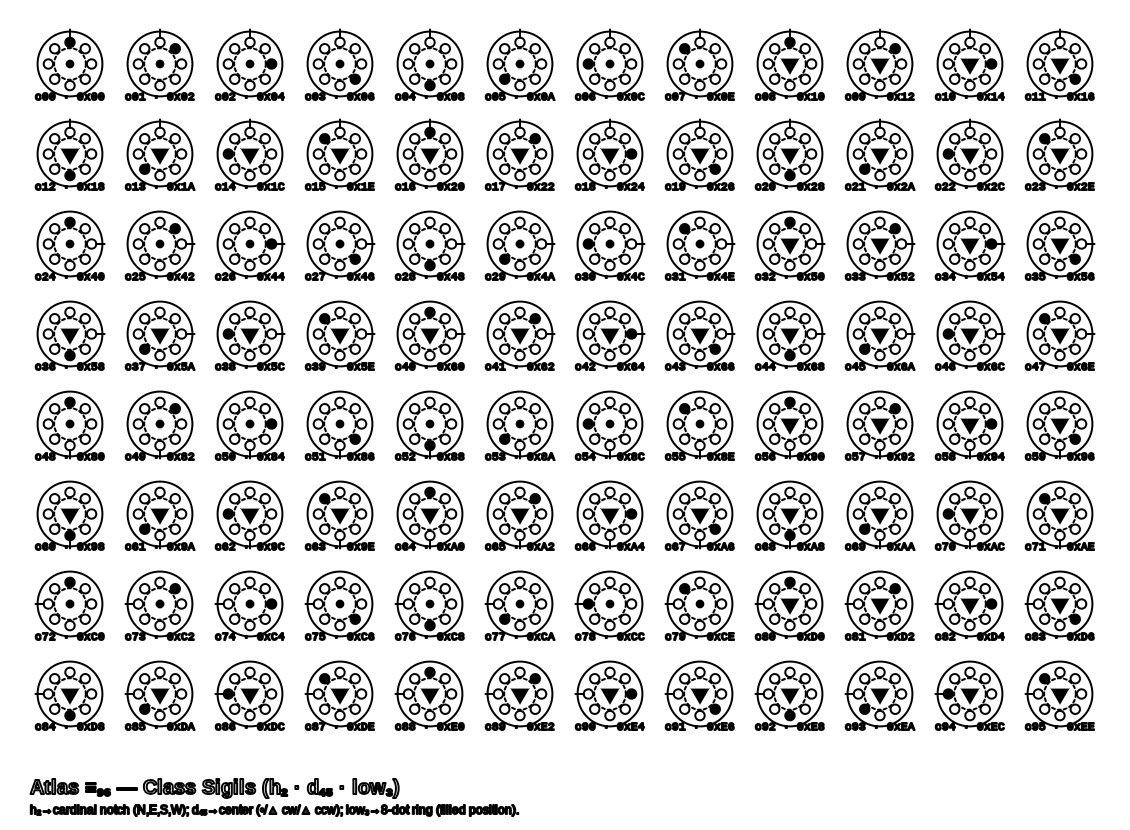 c00 · 0x00 c01 · 0x02 c02 · 0x04 c03 · 0x06 c04 · 0x08 c05 · 0x0A c06 · 0x0C c07 · 0x0E c08 · 0x10 c09 · 0x12 c10 · 0x14 c11 · 0x16
c12 · 0x18 c13 · 0x1A c14 · 0x1C c15 · 0x1E c16 · 0x20 c17 · 0x22 c18 · 0x24 c19 · 0x26 c20 · 0x28 c21 · 0x2A c22 · 0x2C c23 · 0x2E
c24 · 0x40 c25 · 0x42 c26 · 0x44 c27 · 0x46 c28 · 0x48 c29 · 0x4A c30 · 0x4C c31 · 0x4E c32 · 0x50 c33 · 0x52 c34 · 0x54 c35 · 0x56
c36 · 0x58 c37 · 0x5A c38 · 0x5C c39 · 0x5E c40 · 0x60 c41 · 0x62 c42 · 0x64 c43 · 0x66 c44 · 0x68 c45 · 0x6A c46 · 0x6C c47 · 0x6E
c48 · 0x80 c49 · 0x82 c50 · 0x84 c51 · 0x86 c52 · 0x88 c53 · 0x8A c54 · 0x8C c55 · 0x8E c56 · 0x90 c57 · 0x92 c58 · 0x94 c59 · 0x96
c60 · 0x98 c61 · 0x9A c62 · 0x9C c63 · 0x9E c64 · 0xA0 c65 · 0xA2 c66 · 0xA4 c67 · 0xA6 c68 · 0xA8 c69 · 0xAA c70 · 0xAC c71 · 0xAE
c72 · 0xC0 c73 · 0xC2 c74 · 0xC4 c75 · 0xC6 c76 · 0xC8 c77 · 0xCA c78 · 0xCC c79 · 0xCE c80 · 0xD0 c81 · 0xD2 c82 · 0xD4 c83 · 0xD6
c84 · 0xD8 c85 · 0xDA c86 · 0xDC c87 · 0xDE c88 · 0xE0 c89 · 0xE2 c90 · 0xE4 c91 · 0xE6 c92 · 0xE8 c93 · 0xEA c94 · 0xEC c95 · 0xEE
Atlas ≡₉₆ — Class Sigils (h₂ · d₄₅ · low₃)
h₂→cardinal notch (N,E,S,W); d₄₅→center (•/▲ cw/▲ ccw); low₃→8-dot ring (filled position).